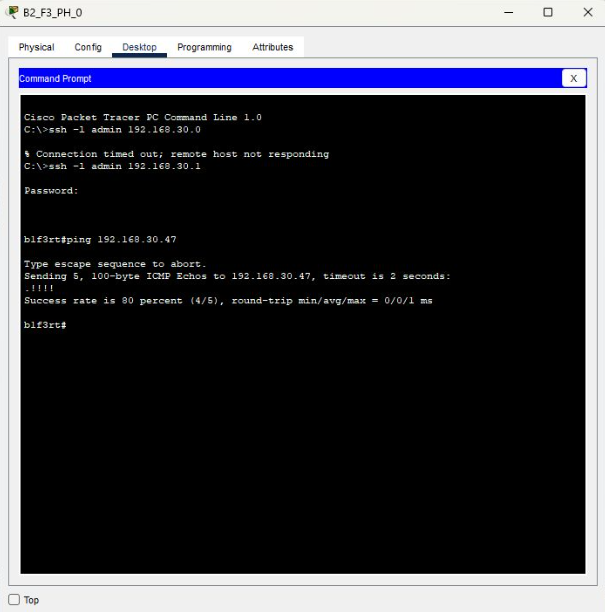 B2_F3_PH_0
Physical Config Desktop Programming Attributes
Command Prompt X
Cisco Packet Tracer PC Command Line 1.0
C:\>ssh -l admin 192.168.30.0
% Connection timed out; remote host not responding
C:\>ssh -l admin 192.168.30.1
Password:
b1f3rt#ping 192.168.30.47
Type escape sequence to abort.
Sending 5, 100-byte ICMP Echos to 192.168.30.47, timeout is 2 seconds:
.!!!!
Success rate is 80 percent (4/5), round-trip min/avg/max = 0/0/1 ms
b1f3rt#
Top